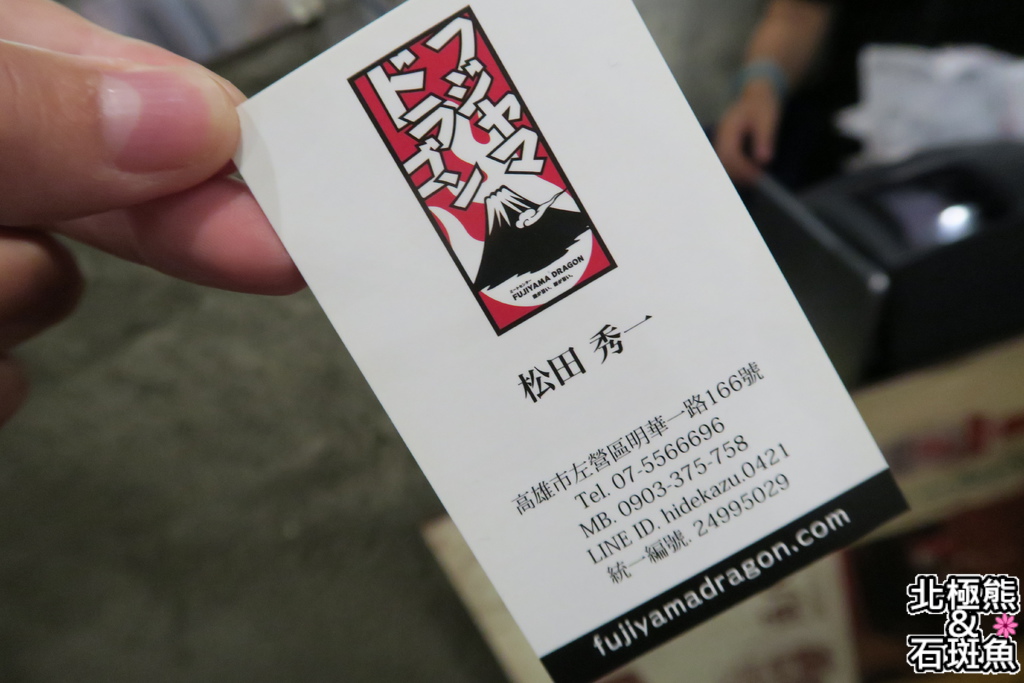 フジヤマ
ドラゴン
FUJIYAMA DRAGON
松田 秀一
高雄市左營區明華一路166號
Tel. 07-5566696
MB. 0903-375-758
LINE ID. hidekazu.0421
統一編號. 24995029
fujiyamadragon.com
北極熊
&
石斑魚